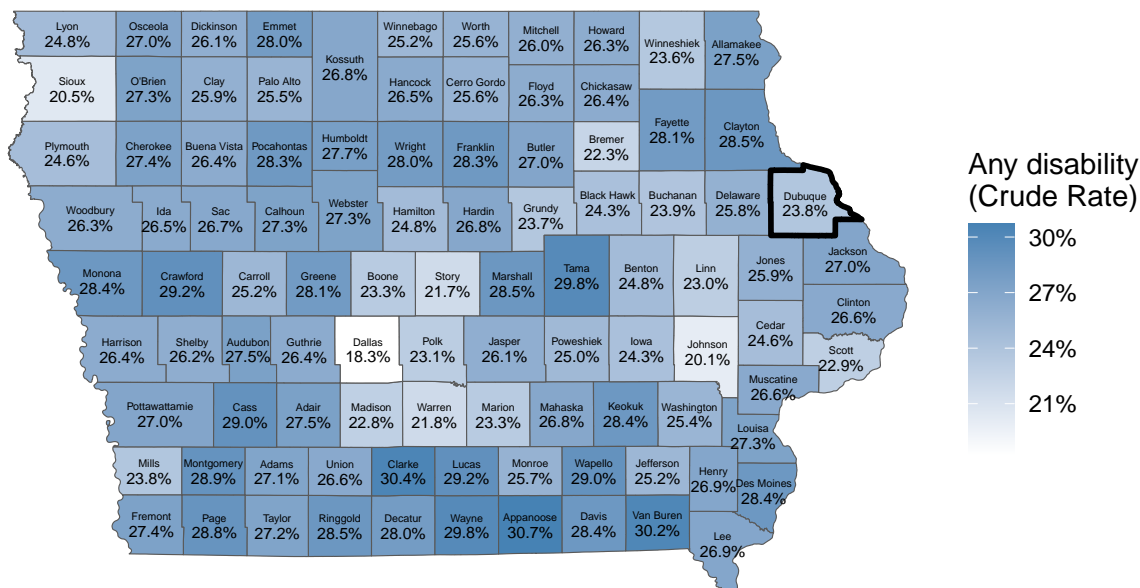 Lyon
24.8%
Osceola
27.0%
Dickinson
26.1%
Emmet
28.0%
Kossuth
26.8%
Winnebago
25.2%
Worth
25.6%
Mitchell
26.0%
Howard
26.3%
Winneshiek
23.6%
Allamakee
27.5%
Sioux
20.5%
O'Brien
27.3%
Clay
25.9%
Palo Alto
25.5%
Hancock
26.5%
Cerro Gordo
25.6%
Floyd
26.3%
Chickasaw
26.4%
Plymouth
24.6%
Cherokee
27.4%
Buena Vista
26.4%
Pocahontas
28.3%
Humboldt
27.7%
Wright
28.0%
Franklin
28.3%
Butler
27.0%
Bremer
22.3%
Fayette
28.1%
Clayton
28.5%
Woodbury
26.3%
Ida
26.5%
Sac
26.7%
Calhoun
27.3%
Webster
27.3%
Hamilton
24.8%
Hardin
26.8%
Grundy
23.7%
Black Hawk
24.3%
Buchanan
23.9%
Delaware
25.8%
Dubuque
23.8%
Monona
28.4%
Crawford
29.2%
Carroll
25.2%
Greene
28.1%
Boone
23.3%
Story
21.7%
Marshall
28.5%
Tama
29.8%
Benton
24.8%
Linn
23.0%
Jones
25.9%
Jackson
27.0%
Clinton
26.6%
Harrison
26.4%
Shelby
26.2%
Audubon
27.5%
Guthrie
26.4%
Dallas
18.3%
Polk
23.1%
Jasper
26.1%
Poweshiek
25.0%
Iowa
24.3%
Johnson
20.1%
Cedar
24.6%
Scott
22.9%
Muscatine
26.6%
Pottawattamie
27.0%
Cass
29.0%
Adair
27.5%
Madison
22.8%
Warren
21.8%
Marion
23.3%
Mahaska
26.8%
Keokuk
28.4%
Washington
25.4%
Louisa
27.3%
Mills
23.8%
Montgomery
28.9%
Adams
27.1%
Union
26.6%
Clarke
30.4%
Lucas
29.2%
Monroe
25.7%
Wapello
29.0%
Jefferson
25.2%
Henry
26.9%
Des Moines
28.4%
Fremont
27.4%
Page
28.8%
Taylor
27.2%
Ringgold
28.5%
Decatur
28.0%
Wayne
29.8%
Appanoose
30.7%
Davis
28.4%
Van Buren
30.2%
Lee
26.9%
Any disability
(Crude Rate)
30%
27%
24%
21%